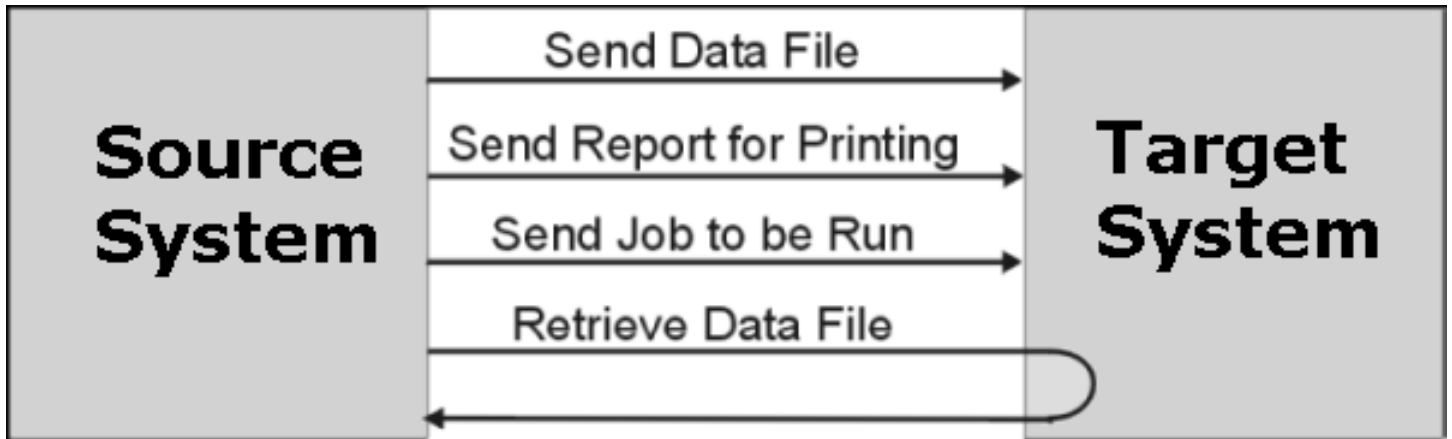 Source
System
Send Data File
Send Report for Printing
Send Job to be Run
Retrieve Data File
Target
System